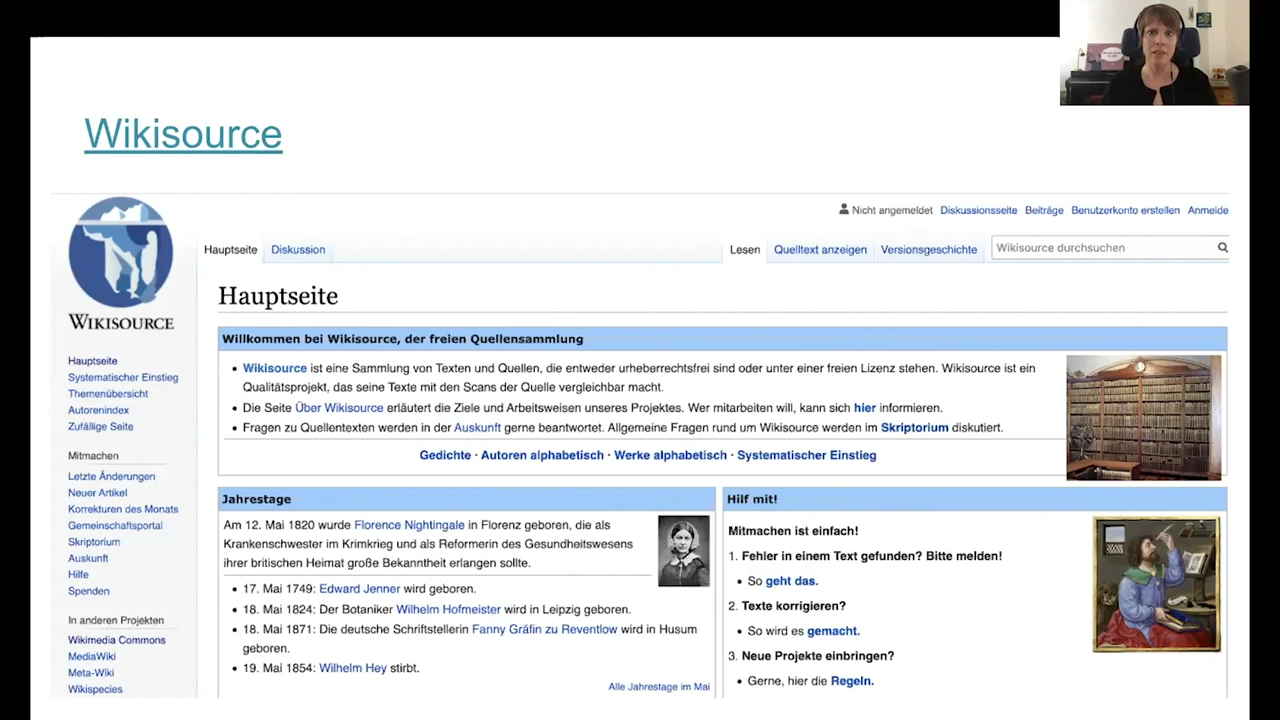 Wikisource
Nicht angemeldet Diskussionsseite Beiträge Benutzerkonto erstellen Anmelde
Hauptseite Diskussion Lesen Quelltext anzeigen Versionsgeschichte Wikisource durchsuchen
WIKISOURCE
Hauptseite
Systematischer Einstieg
Themenübersicht
Autorenindex
Zufällige Seite
Mitmachen
Letzte Änderungen
Neuer Artikel
Korrekturen des Monats
Gemeinschaftsportal
Skriptorium
Auskunft
Hilfe
Spenden
In anderen Projekten
Wikimedia Commons
MediaWiki
Meta-Wiki
Wikispecies
Hauptseite
Willkommen bei Wikisource, der freien Quellensammlung
• Wikisource ist eine Sammlung von Texten und Quellen, die entweder urheberrechtsfrei sind oder unter einer freien Lizenz stehen. Wikisource ist ein
Qualitätsprojekt, das seine Texte mit den Scans der Quelle vergleichbar macht.
• Die Seite Über Wikisource erläutert die Ziele und Arbeitsweisen unseres Projektes. Wer mitarbeiten will, kann sich hier informieren.
• Fragen zu Quellentexten werden in der Auskunft gerne beantwortet. Allgemeine Fragen rund um Wikisource werden im Skriptorium diskutiert.
Gedichte · Autoren alphabetisch · Werke alphabetisch · Systematischer Einstieg
Jahrestage
Am 12. Mai 1820 wurde Florence Nightingale in Florenz geboren, die als
Krankenschwester im Krimkrieg und als Reformerin des Gesundheitswesens
ihrer britischen Heimat große Bekanntheit erlangen sollte.
• 17. Mai 1749: Edward Jenner wird geboren.
• 18. Mai 1824: Der Botaniker Wilhelm Hofmeister wird in Leipzig geboren.
• 18. Mai 1871: Die deutsche Schriftstellerin Fanny Gräfin zu Reventlow wird in Husum
geboren.
• 19. Mai 1854: Wilhelm Hey stirbt.
Alle Jahrestage im Mai
Hilf mit!
Mitmachen ist einfach!
1. Fehler in einem Text gefunden? Bitte melden!
• So geht das.
2. Texte korrigieren?
• So wird es gemacht.
3. Neue Projekte einbringen?
• Gerne, hier die Regeln.